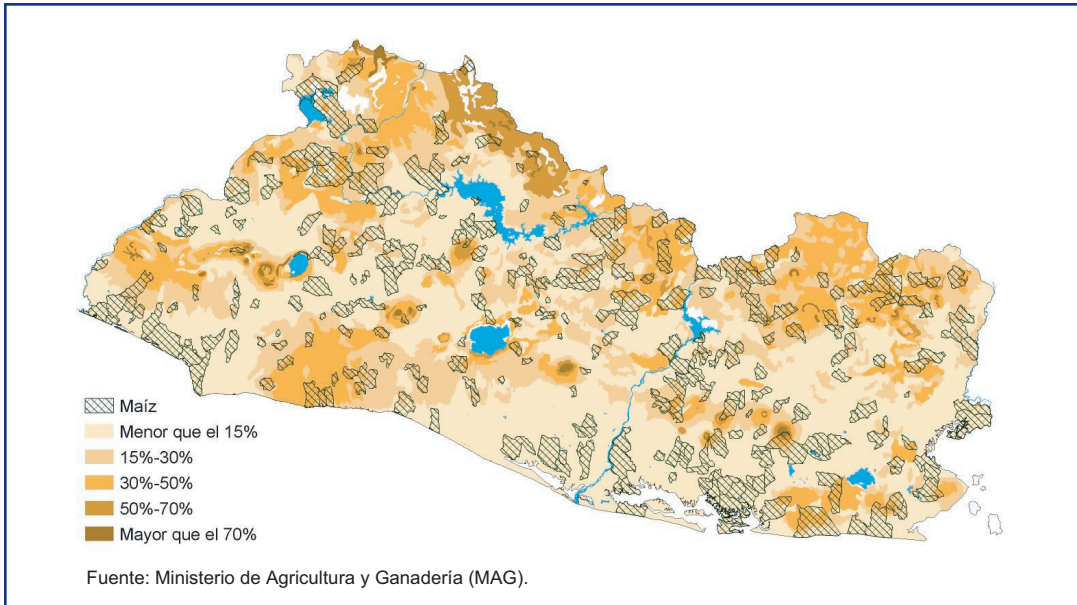 Maíz
Menor que el 15%
15%-30%
30%-50%
50%-70%
Mayor que el 70%
Fuente: Ministerio de Agricultura y Ganadería (MAG).